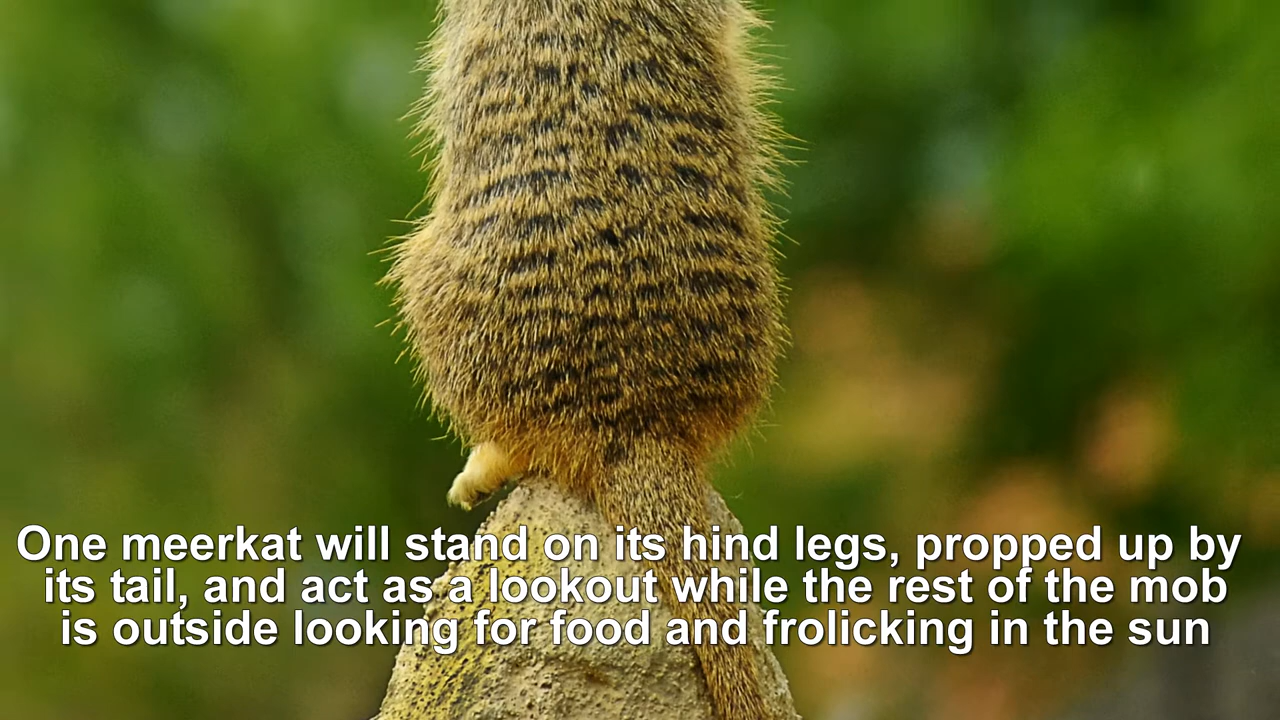 One meerkat will stand on its hind legs, propped up by
its tail, and act as a lookout while the rest of the mob
is outside looking for food and frolicking in the sun